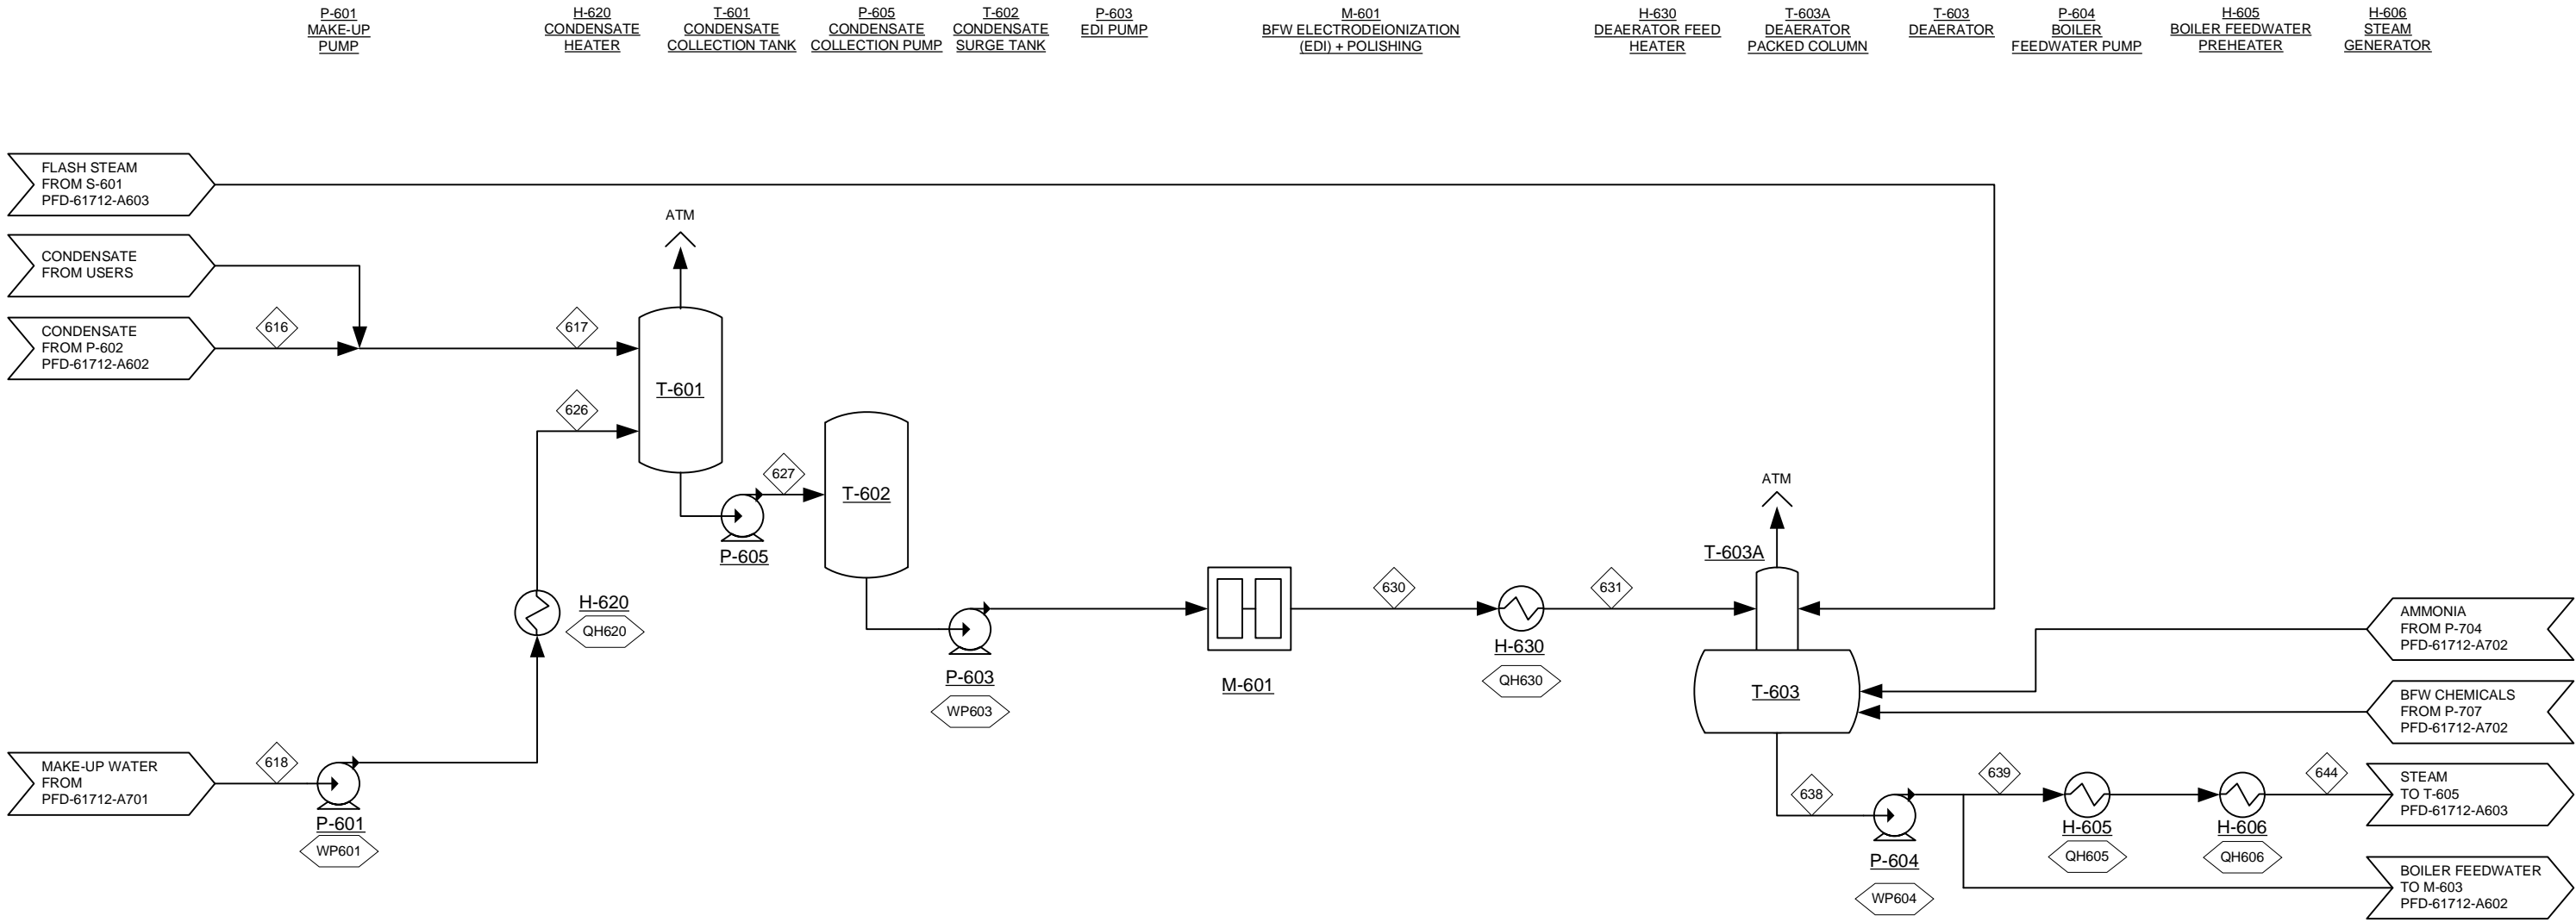 P-601
MAKE-UP
PUMP
H-620
CONDENSATE
HEATER
T-601
CONDENSATE
COLLECTION TANK
P-605
CONDENSATE
COLLECTION PUMP
T-602
CONDENSATE
SURGE TANK
P-603
EDI PUMP
M-601
BFW ELECTRODEIONIZATION
(EDI) + POLISHING
H-630
DEAERATOR FEED
HEATER
T-603A
DEAERATOR
PACKED COLUMN
T-603
DEAERATOR
P-604
BOILER
FEEDWATER PUMP
H-605
BOILER FEEDWATER
PREHEATER
H-606
STEAM
GENERATOR
FLASH STEAM
FROM S-601
PFD-61712-A603
CONDENSATE
FROM USERS
CONDENSATE
FROM P-602
PFD-61712-A602
616
617
ATM
T-601
626
627
P-605
T-602
H-620
QH620
MAKE-UP WATER
FROM
PFD-61712-A701
618
P-601
WP601
P-603
WP603
M-601
630
H-630
QH630
631
ATM
T-603A
T-603
AMMONIA
FROM P-704
PFD-61712-A702
BFW CHEMICALS
FROM P-707
PFD-61712-A702
638
P-604
WP604
639
H-605
QH605
H-606
QH606
644
STEAM
TO T-605
PFD-61712-A603
BOILER FEEDWATER
TO M-603
PFD-61712-A602